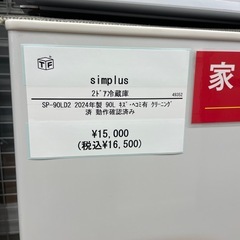 TF
simplus
2ドア冷蔵庫
SP-90LD2 2024年製 90L キズ・ヘコミ有 クリーニング
済 動作確認済み
¥15,000
(税込¥16,500)
家